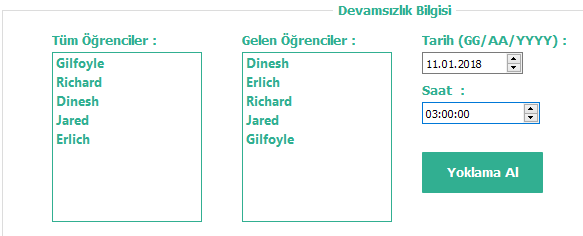 Devamsızlık Bilgisi
Tüm Öğrenciler :
Gilfoyle
Richard
Dinesh
Jared
Erlich
Gelen Öğrenciler :
Dinesh
Erlich
Richard
Jared
Gilfoyle
Tarih (GG/AA/YYYY) :
11.01.2018
Saat :
03:00:00
Yoklama Al